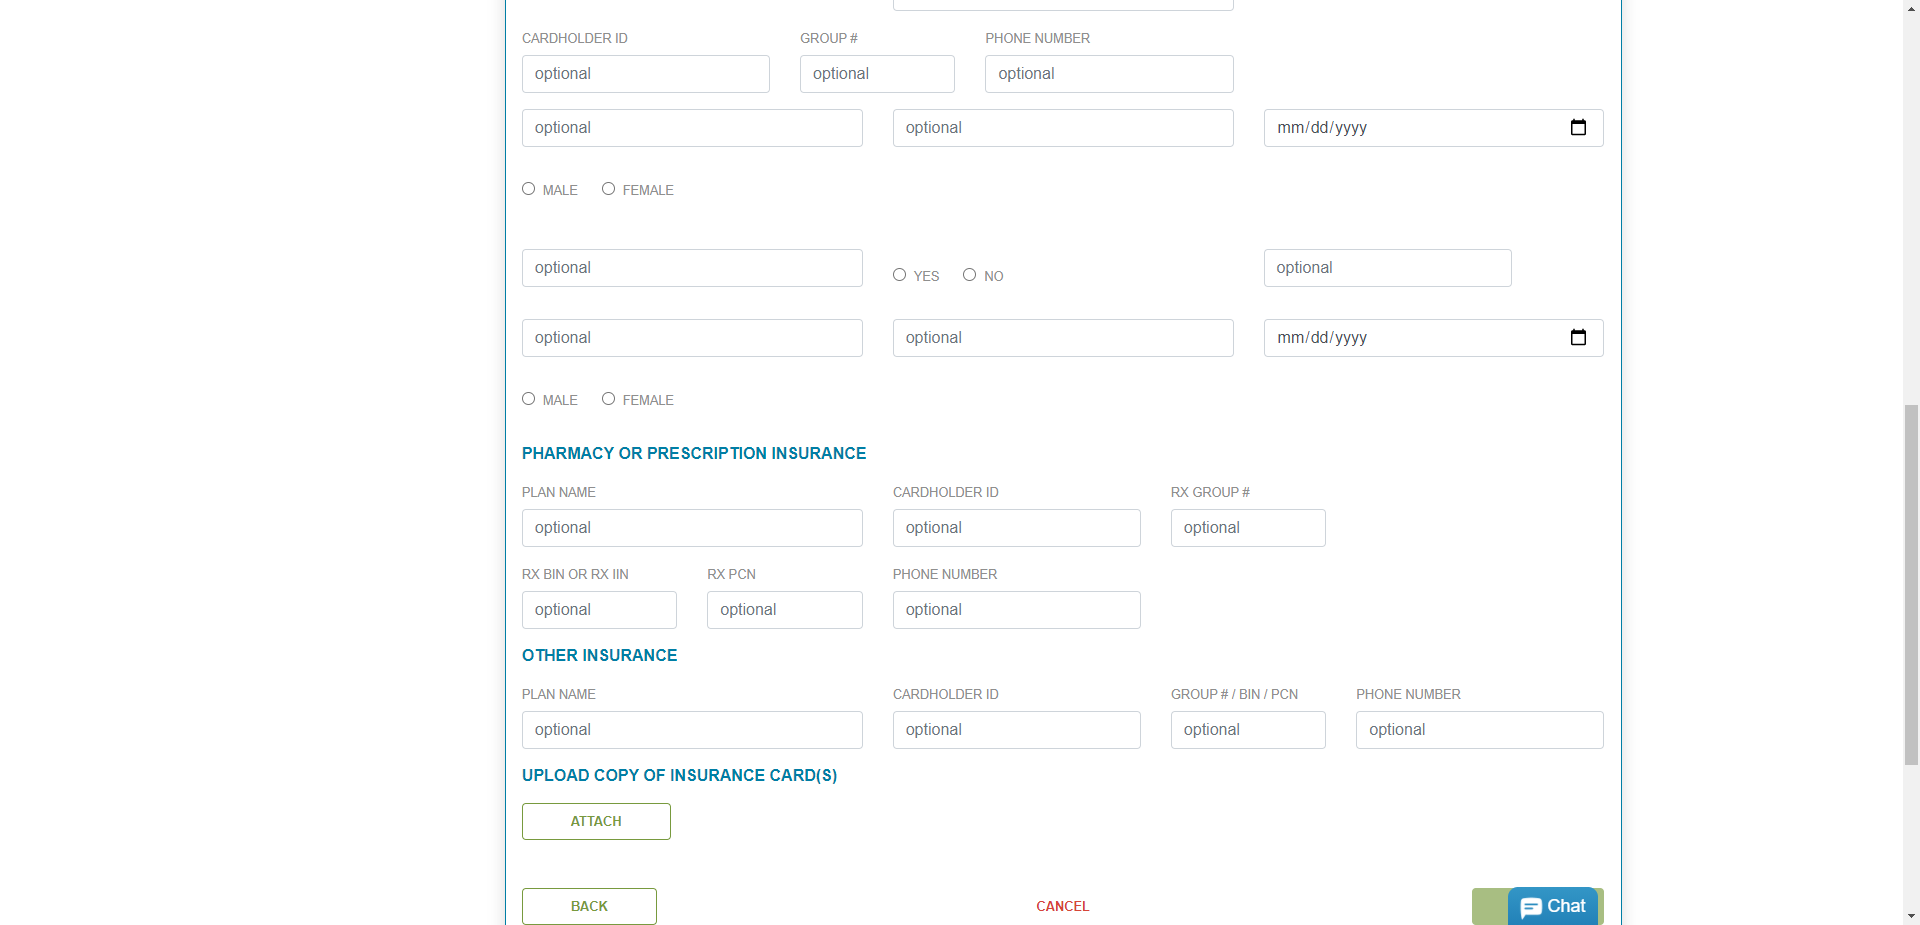 CARDHOLDER ID GROUP # PHONE NUMBER
optional optional optional
optional optional mm/dd/yyyy
MALE FEMALE
optional YES NO optional
optional optional mm/dd/yyyy
MALE FEMALE
PHARMACY OR PRESCRIPTION INSURANCE
PLAN NAME CARDHOLDER ID RX GROUP #
optional optional optional
RX BIN OR RX IIN RX PCN PHONE NUMBER
optional optional optional
OTHER INSURANCE
PLAN NAME CARDHOLDER ID GROUP # / BIN / PCN PHONE NUMBER
optional optional optional optional
UPLOAD COPY OF INSURANCE CARD(S)
ATTACH
BACK CANCEL Chat